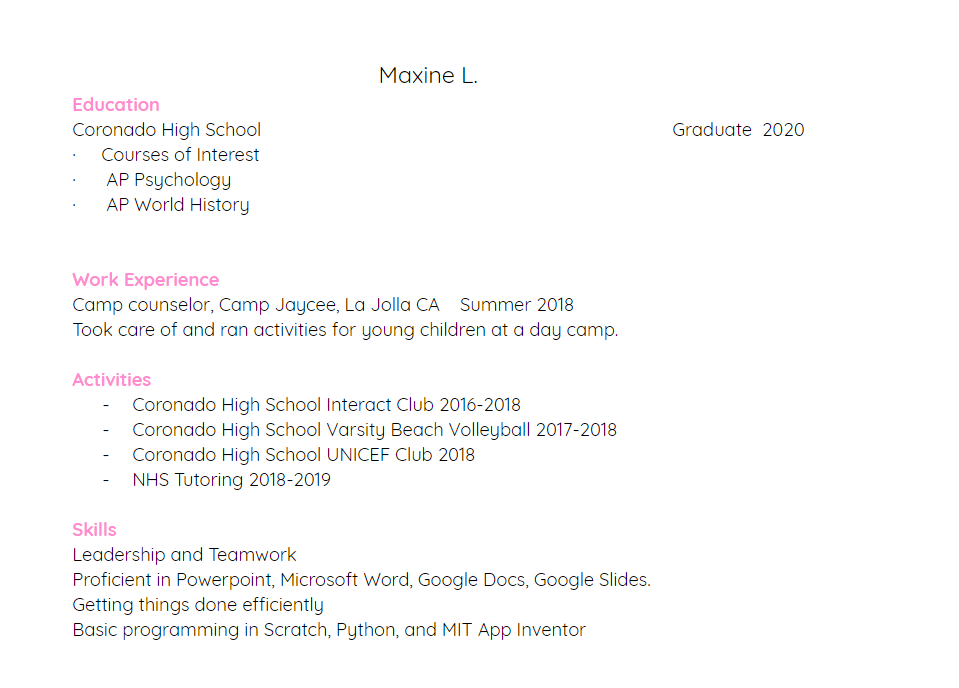 Maxine L.
Education
Coronado High School Graduate 2020
· Courses of Interest
· AP Psychology
· AP World History
Work Experience
Camp counselor, Camp Jaycee, La Jolla CA Summer 2018
Took care of and ran activities for young children at a day camp.
Activities
- Coronado High School Interact Club 2016-2018
- Coronado High School Varsity Beach Volleyball 2017-2018
- Coronado High School UNICEF Club 2018
- NHS Tutoring 2018-2019
Skills
Leadership and Teamwork
Proficient in Powerpoint, Microsoft Word, Google Docs, Google Slides.
Getting things done efficiently
Basic programming in Scratch, Python, and MIT App Inventor